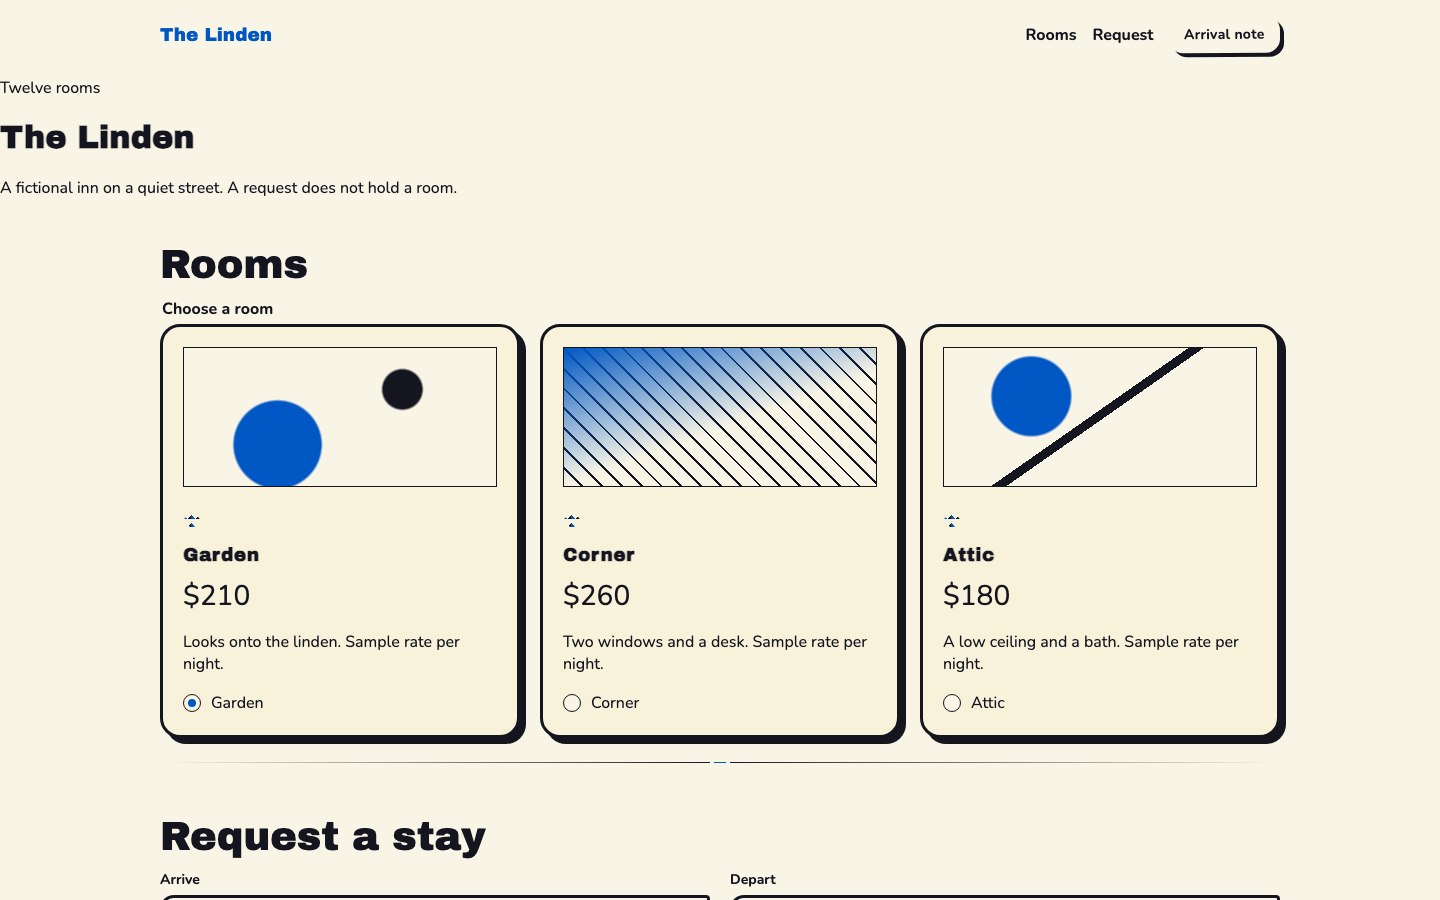 The Linden
Rooms
Request
Arrival note
Twelve rooms
The Linden
A fictional inn on a quiet street. A request does not hold a room.
Rooms
Choose a room
Garden
$210
Looks onto the linden. Sample rate per
night.
Garden
Corner
$260
Two windows and a desk. Sample rate per
night.
Corner
Attic
$180
A low ceiling and a bath. Sample rate per
night.
Attic
Request a stay
Arrive
Depart